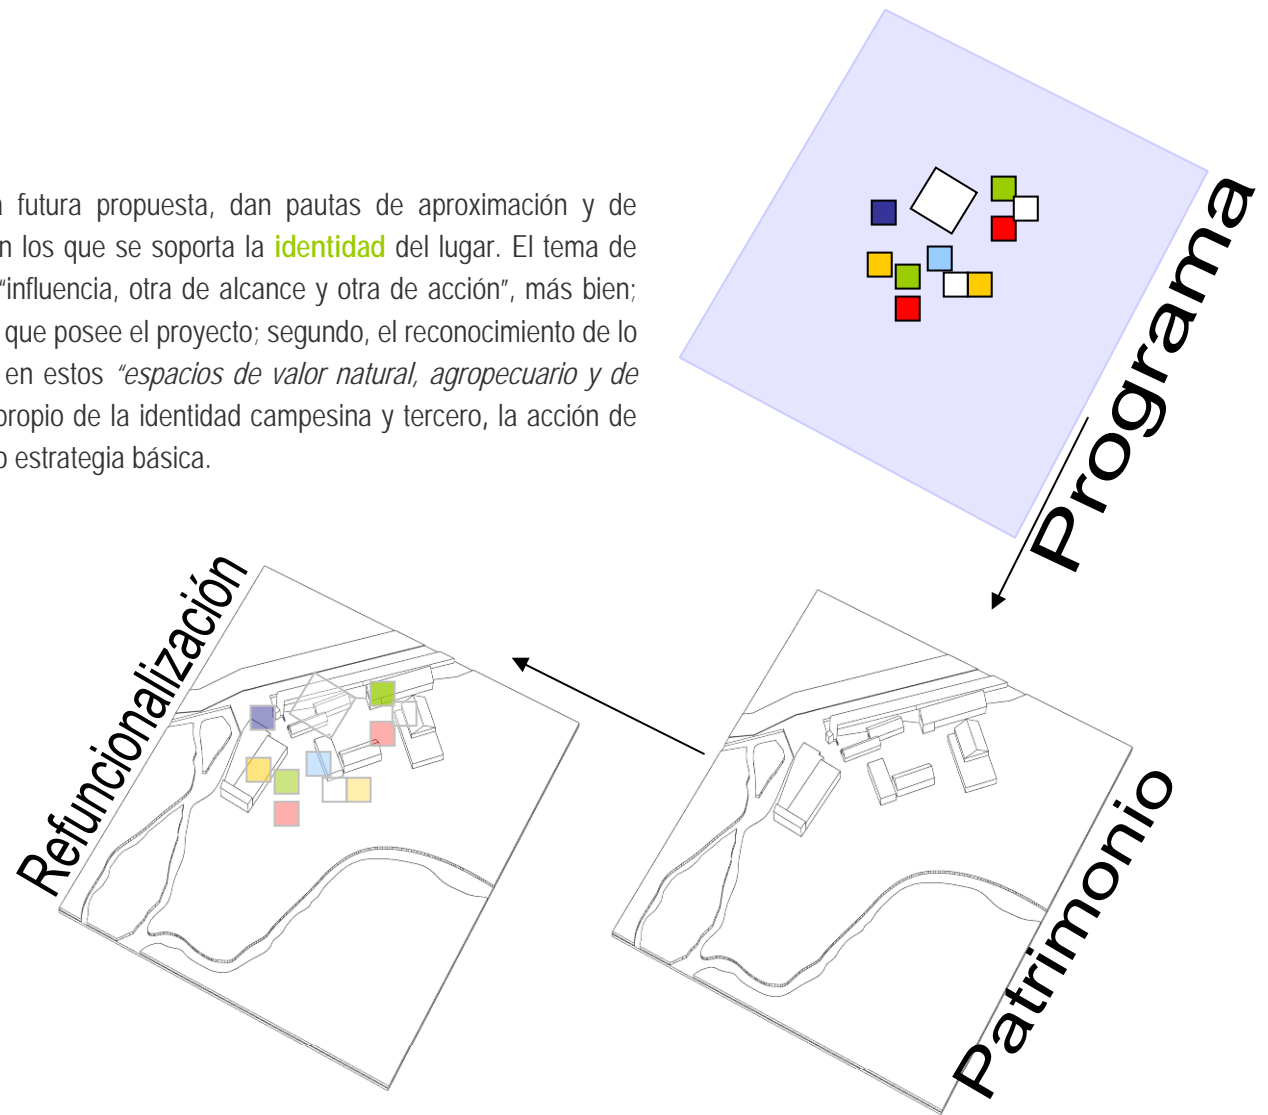 futura propuesta, dan pautas de aproximación y de
los que se soporta la identidad del lugar. El tema de
“influencia, otra de alcance y otra de acción”, más bien;
que posee el proyecto; segundo, el reconocimiento de lo
en estos “espacios de valor natural, agropecuario y de
propio de la identidad campesina y tercero, la acción de
estrategia básica.
Programa
Refuncionalización
Patrimonio